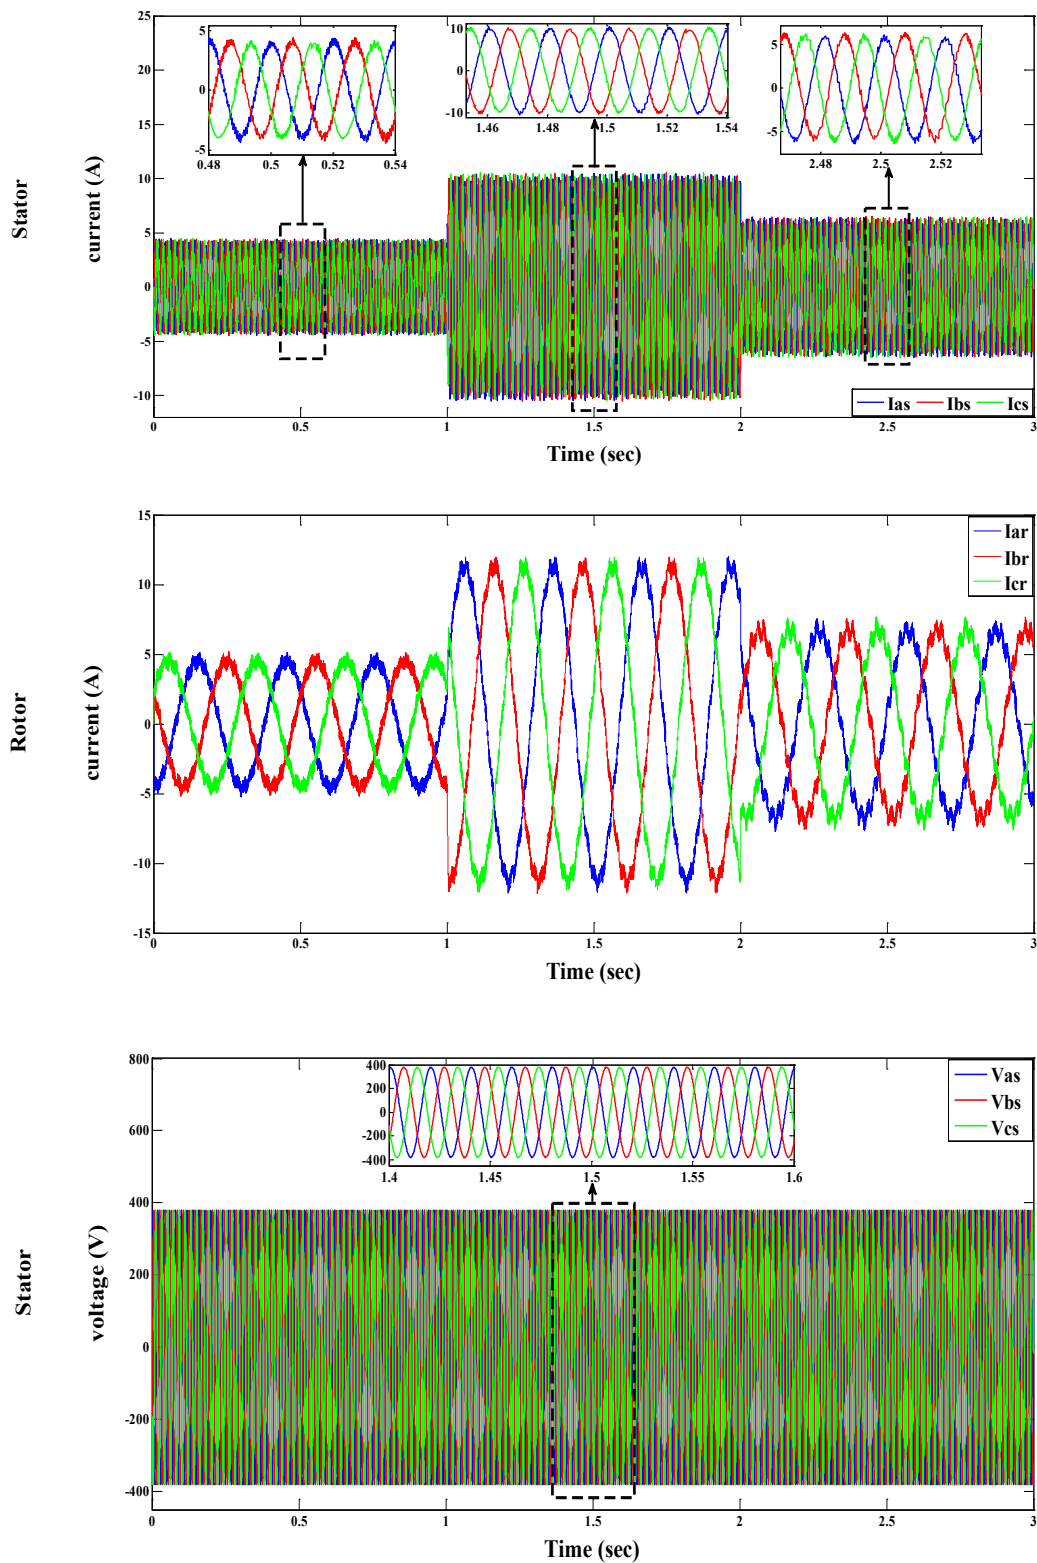 25
20
15
10
5
0
-5
-10
5
0
-5
0.48 0.5 0.52 0.54
10
5
0
-5
-10
1.46 1.48 1.5 1.52 1.54
5
0
-5
2.48 2.5 2.52
Stator
current (A)
Ias Ibs Ics
0 0.5 1 1.5 2 2.5 3
Time (sec)
15
10
5
0
-5
-10
-15
Rotor
current (A)
Iar
Ibr
Icr
0 0.5 1 1.5 2 2.5 3
Time (sec)
800
600
400
200
0
-200
-400
400
200
0
-200
-400
1.4 1.45 1.5 1.55 1.6
Vas
Vbs
Vcs
Stator
voltage (V)
0 0.5 1 1.5 2 2.5 3
Time (sec)